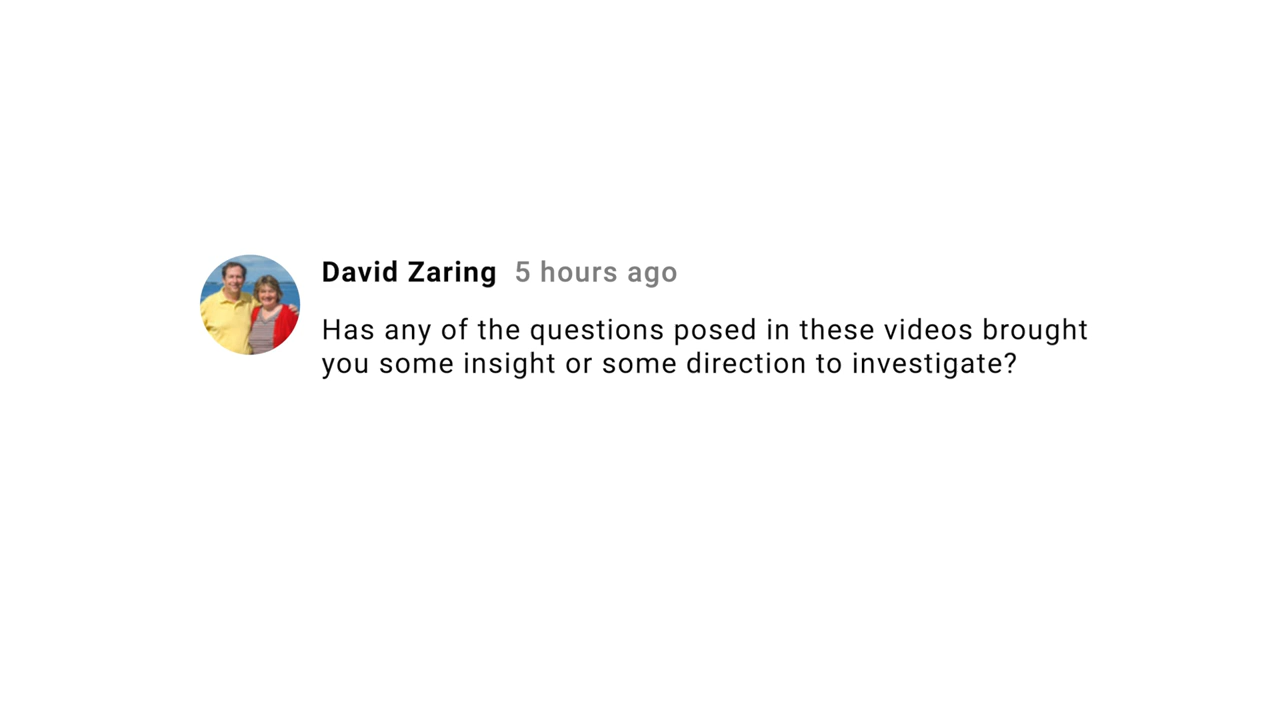 David Zaring 5 hours ago
Has any of the questions posed in these videos brought
you some insight or some direction to investigate?